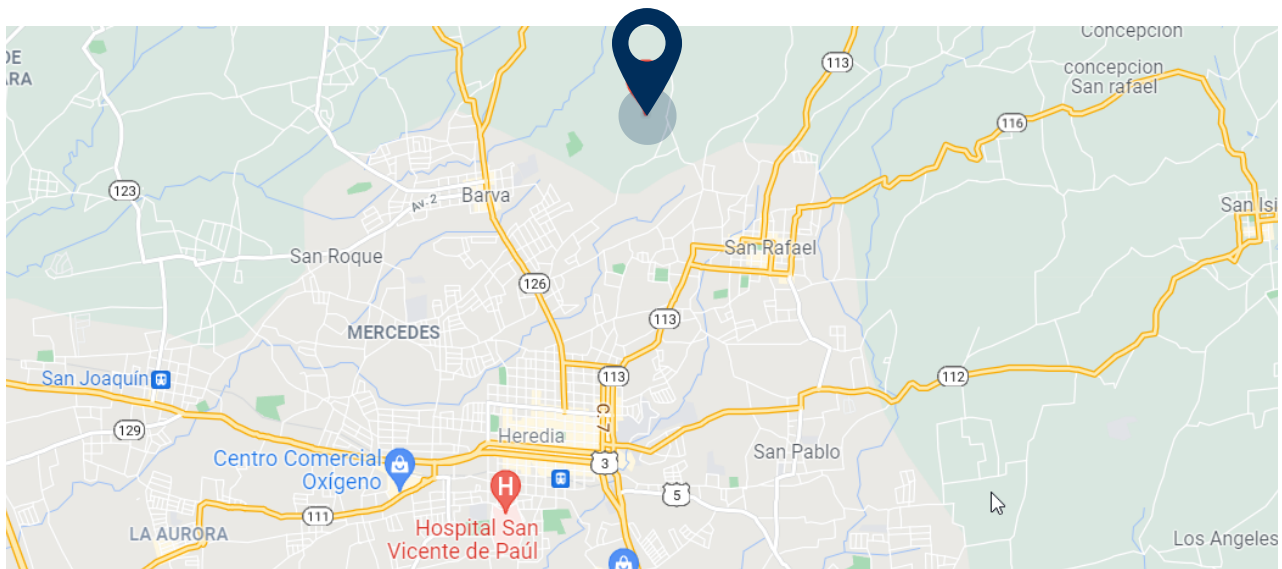 Concepción
DE
ARA
113
concepcion
San rafael
116
123
Barva
Av. 2
San Isi
San Roque
San Rafael
126
MERCEDES
113
San Joaquín
113
112
129
C. 7
Heredia
Centro Comercial
Oxígeno
3
San Pablo
H
5
111
Hospital San
Vicente de Paúl
LA AURORA
Los Angeles